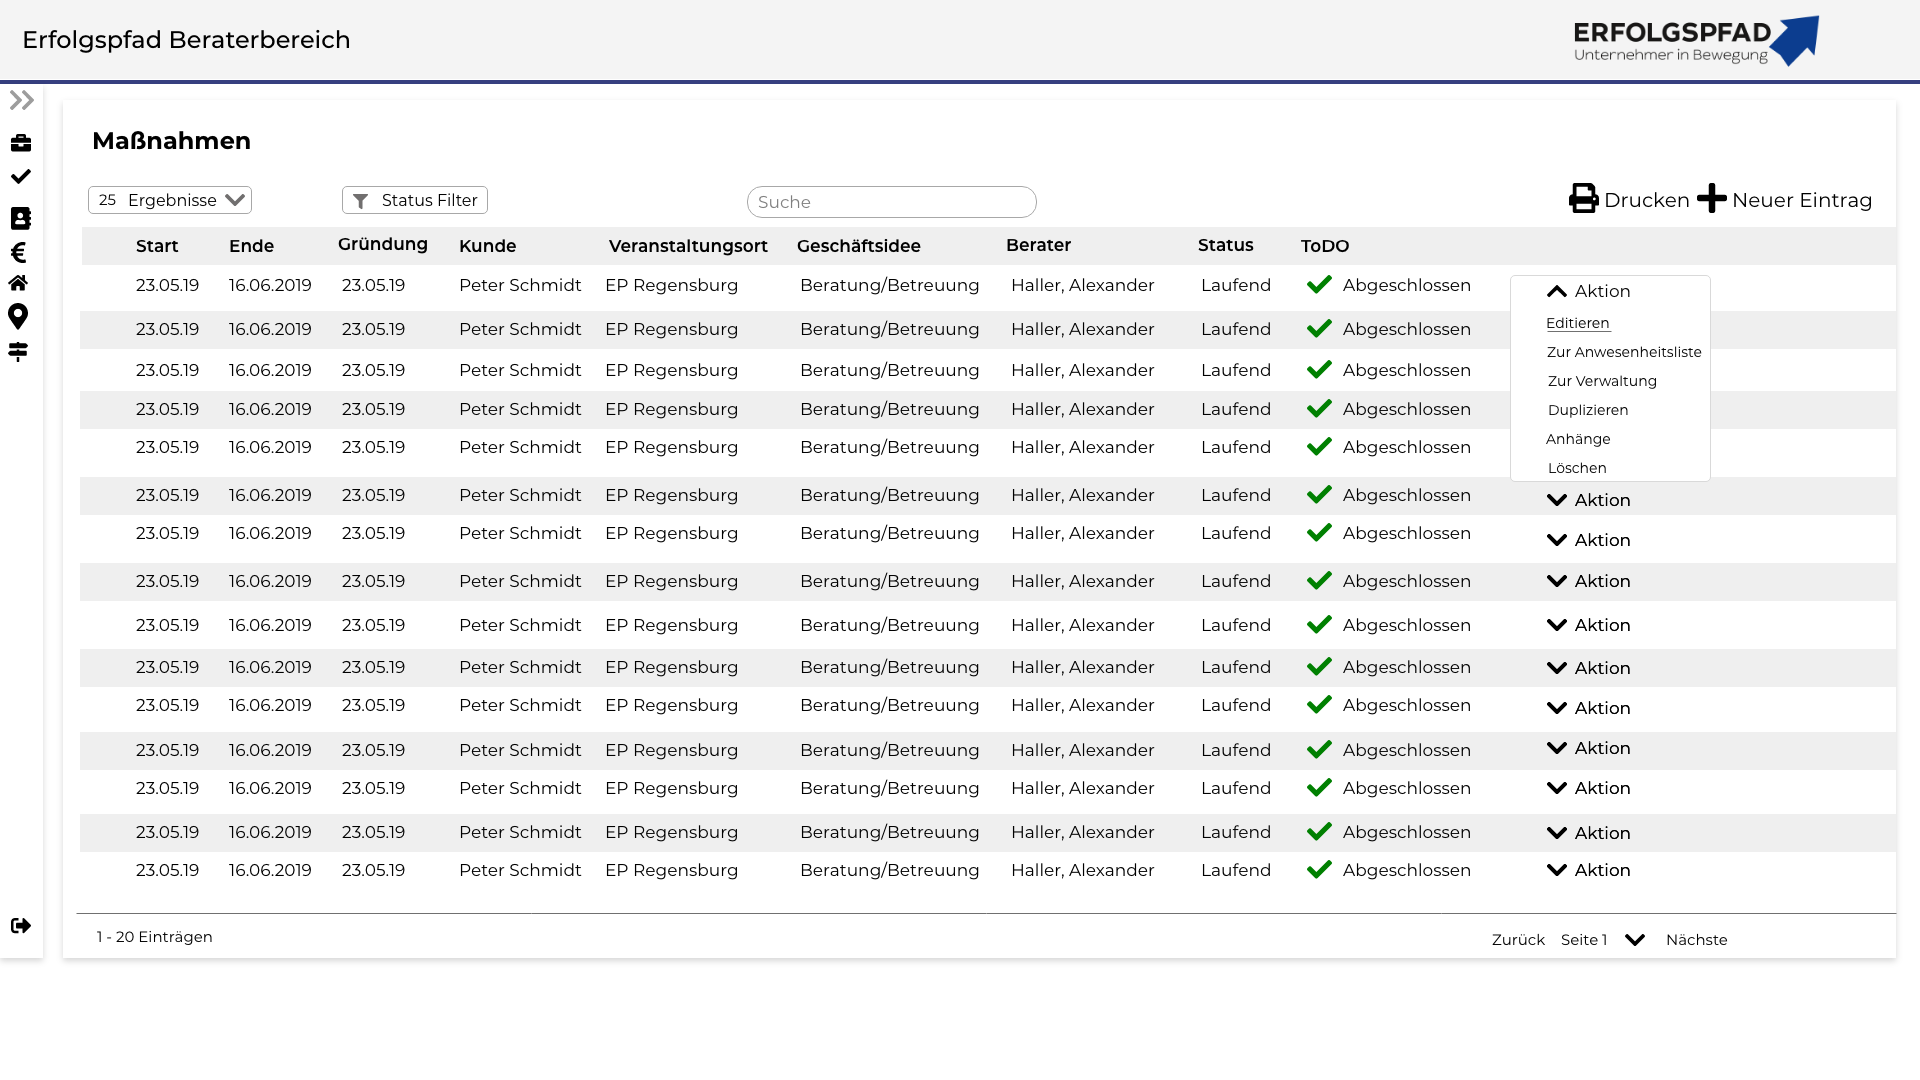 Erfolgspfad Beraterbereich
ERFOLGSPFAD
Unternehmer in Bewegung
Maßnahmen
25 Ergebnisse
Status Filter
Suche
Drucken
Neuer Eintrag
Start Ende Gründung Kunde Veranstaltungsort Geschäftsidee Berater Status ToDO
23.05.19 16.06.2019 23.05.19 Peter Schmidt EP Regensburg Beratung/Betreuung Haller, Alexander Laufend Abgeschlossen
Aktion
Editieren
Zur Anwesenheitsliste
Zur Verwaltung
Duplizieren
Anhänge
Löschen
23.05.19 16.06.2019 23.05.19 Peter Schmidt EP Regensburg Beratung/Betreuung Haller, Alexander Laufend Abgeschlossen
23.05.19 16.06.2019 23.05.19 Peter Schmidt EP Regensburg Beratung/Betreuung Haller, Alexander Laufend Abgeschlossen
23.05.19 16.06.2019 23.05.19 Peter Schmidt EP Regensburg Beratung/Betreuung Haller, Alexander Laufend Abgeschlossen
23.05.19 16.06.2019 23.05.19 Peter Schmidt EP Regensburg Beratung/Betreuung Haller, Alexander Laufend Abgeschlossen
23.05.19 16.06.2019 23.05.19 Peter Schmidt EP Regensburg Beratung/Betreuung Haller, Alexander Laufend Abgeschlossen Aktion
23.05.19 16.06.2019 23.05.19 Peter Schmidt EP Regensburg Beratung/Betreuung Haller, Alexander Laufend Abgeschlossen Aktion
23.05.19 16.06.2019 23.05.19 Peter Schmidt EP Regensburg Beratung/Betreuung Haller, Alexander Laufend Abgeschlossen Aktion
23.05.19 16.06.2019 23.05.19 Peter Schmidt EP Regensburg Beratung/Betreuung Haller, Alexander Laufend Abgeschlossen Aktion
23.05.19 16.06.2019 23.05.19 Peter Schmidt EP Regensburg Beratung/Betreuung Haller, Alexander Laufend Abgeschlossen Aktion
23.05.19 16.06.2019 23.05.19 Peter Schmidt EP Regensburg Beratung/Betreuung Haller, Alexander Laufend Abgeschlossen Aktion
23.05.19 16.06.2019 23.05.19 Peter Schmidt EP Regensburg Beratung/Betreuung Haller, Alexander Laufend Abgeschlossen Aktion
23.05.19 16.06.2019 23.05.19 Peter Schmidt EP Regensburg Beratung/Betreuung Haller, Alexander Laufend Abgeschlossen Aktion
23.05.19 16.06.2019 23.05.19 Peter Schmidt EP Regensburg Beratung/Betreuung Haller, Alexander Laufend Abgeschlossen Aktion
23.05.19 16.06.2019 23.05.19 Peter Schmidt EP Regensburg Beratung/Betreuung Haller, Alexander Laufend Abgeschlossen Aktion
1 - 20 Einträgen
Zurück Seite 1 Nächste